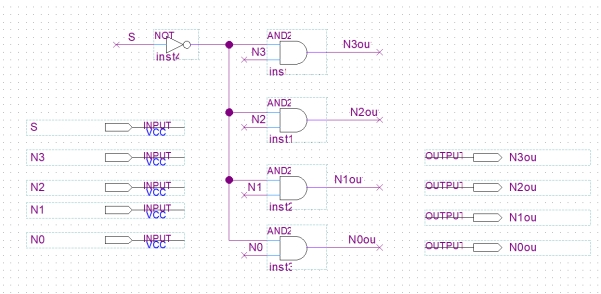 S
NOT
inst4
AND2
N3
N3ou
ins
AND2
N2
N2ou
inst1
S
INPUT
VCC
N3
INPUT
VCC
OUTPUT
N3ou
AND2
N1
N1ou
inst2
N2
INPUT
VCC
OUTPUT
N2ou
N1
INPUT
VCC
OUTPUT
N1ou
AND2
N0
N0ou
inst3
N0
INPUT
VCC
OUTPUT
N0ou